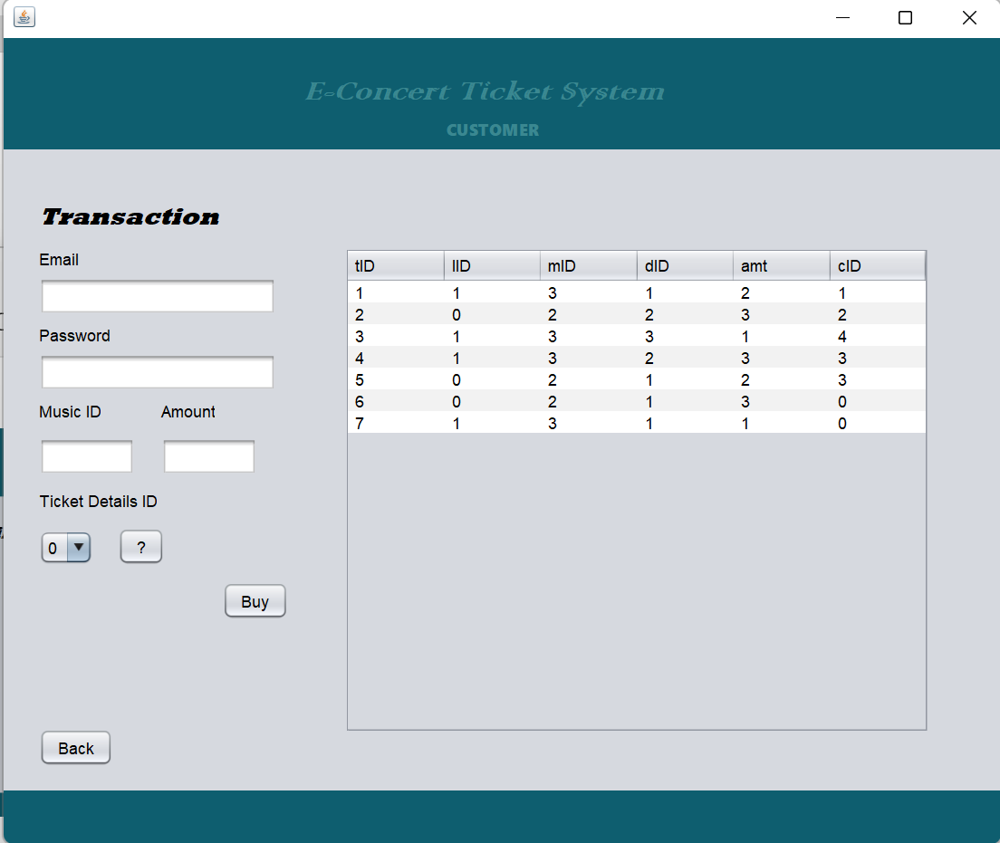 E-Concert Ticket System
CUSTOMER
Transaction
Email
Password
Music ID Amount
Ticket Details ID
0 ?
Buy
Back
tID lID mID dID amt cID
1 1 3 1 2 1
2 0 2 2 3 2
3 1 3 3 1 4
4 1 3 2 3 3
5 0 2 1 2 3
6 0 2 1 3 0
7 1 3 1 1 0